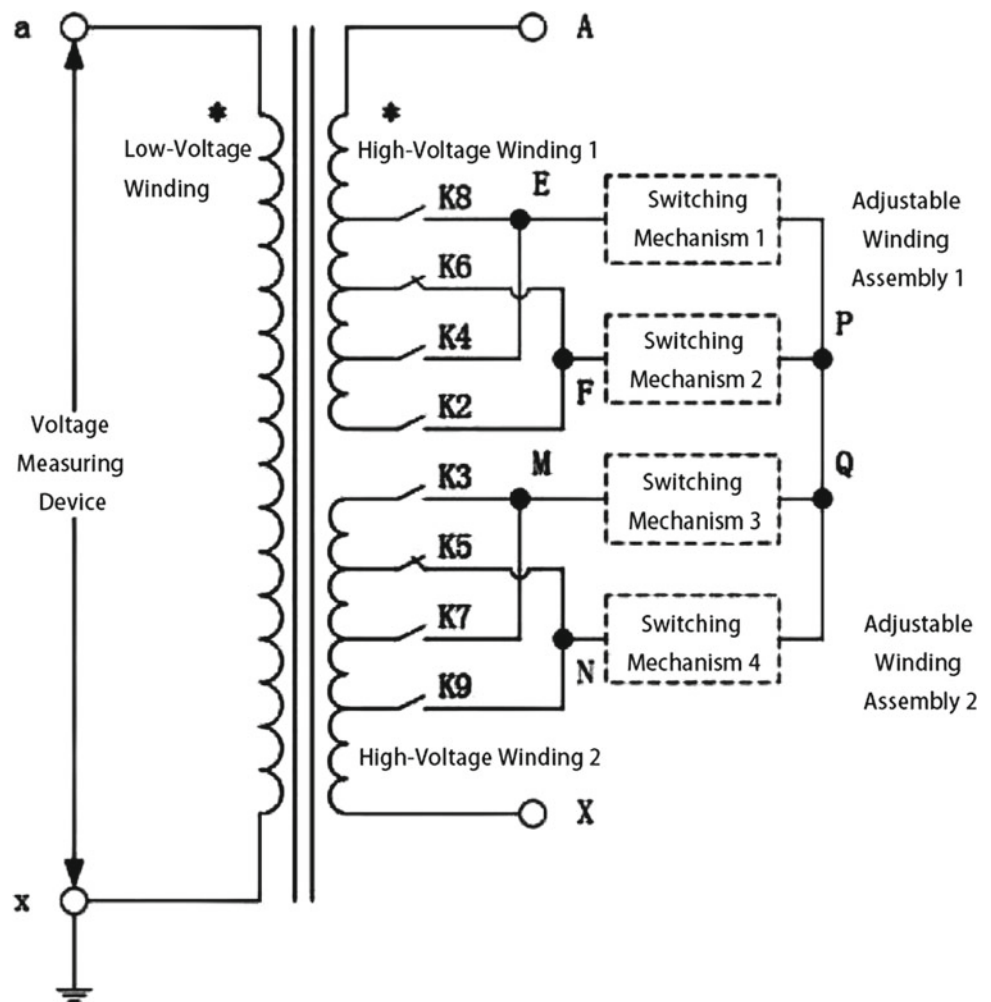 a
A
*
*
Low-Voltage
Winding
High-Voltage Winding 1
K8
E
Switching
Mechanism 1
Adjustable
Winding
Assembly 1
K6
P
K4
F
Switching
Mechanism 2
K2
Voltage
Measuring
Device
K3
M
Switching
Mechanism 3
Q
K5
K7
N
Switching
Mechanism 4
Adjustable
Winding
Assembly 2
K9
High-Voltage Winding 2
X
x